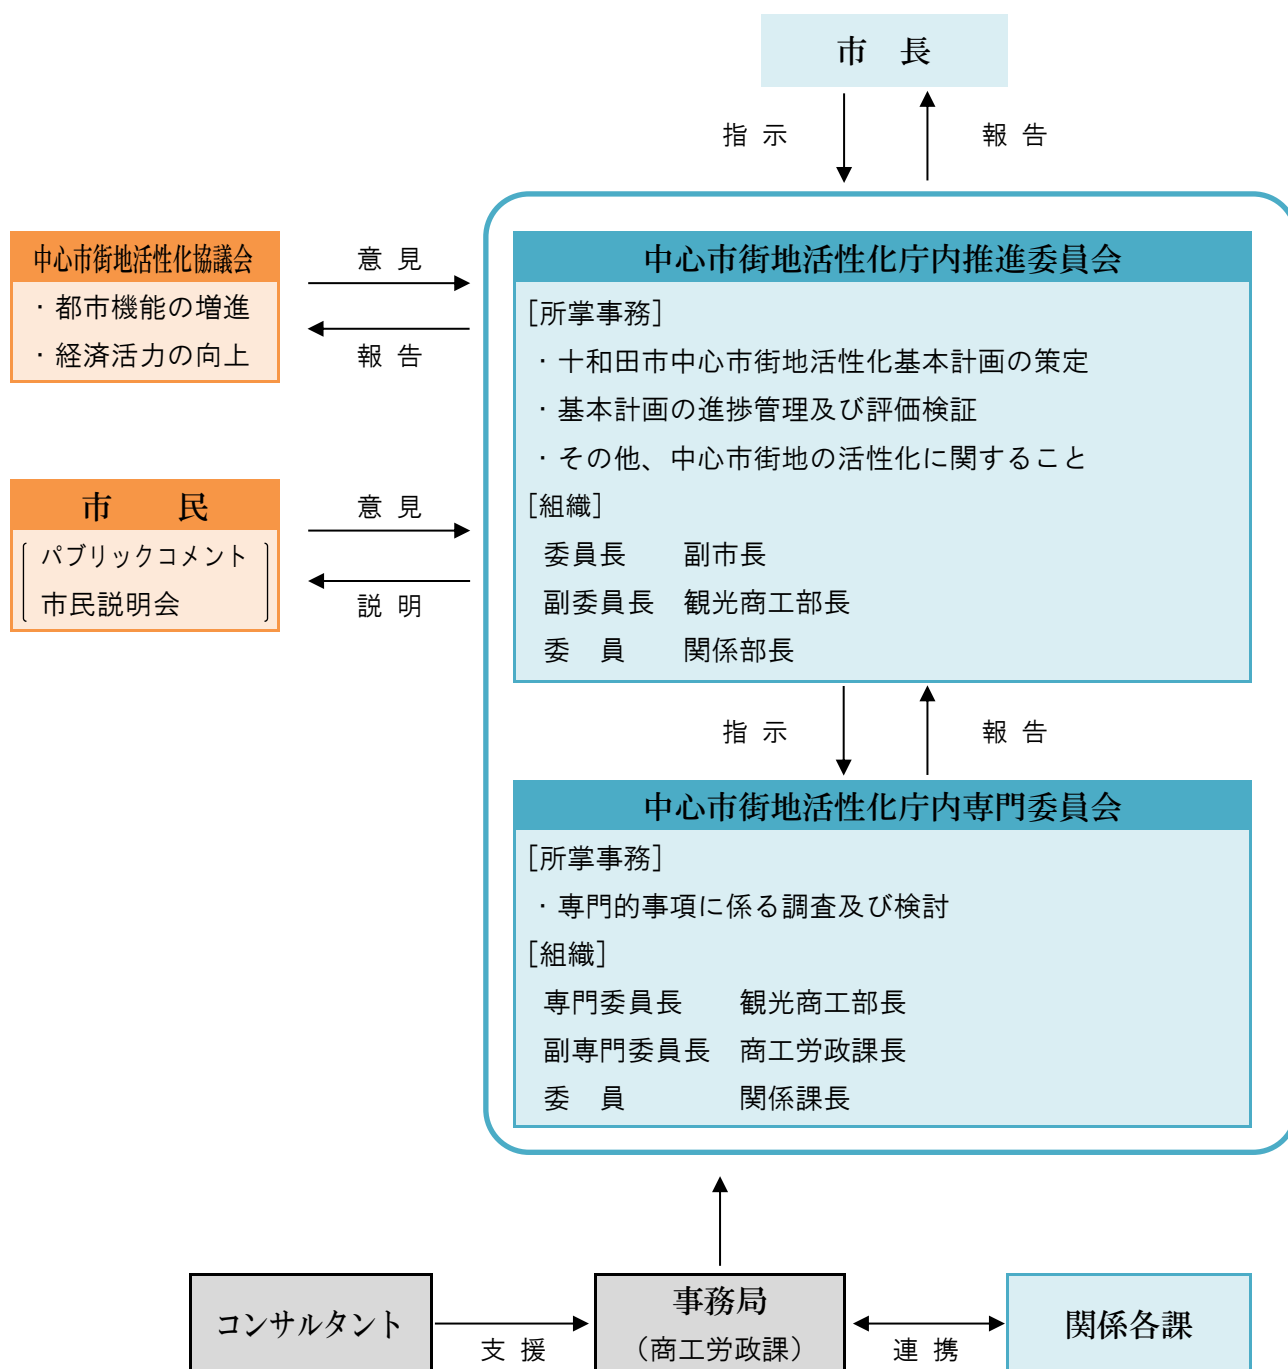 市　長
指 示
報 告
中心市街地活性化協議会
・都市機能の増進
・経済活力の向上
意 見
報 告
市　　民
パブリックコメント
市民説明会
意 見
説 明
中心市街地活性化庁内推進委員会
[所掌事務]
・十和田市中心市街地活性化基本計画の策定
・基本計画の進捗管理及び評価検証
・その他、中心市街地の活性化に関すること
[組織]
委員長　　副市長
副委員長　観光商工部長
委　員　　関係部長
指 示
報 告
中心市街地活性化庁内専門委員会
[所掌事務]
・専門的事項に係る調査及び検討
[組織]
専門委員長　　観光商工部長
副専門委員長　商工労政課長
委　員　　　　関係課長
コンサルタント
支 援
事務局
（商工労政課）
連 携
関係各課